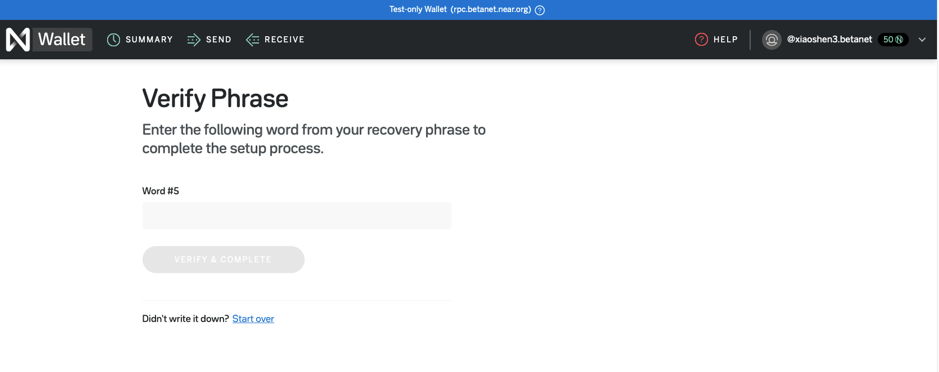 Test-only Wallet (rpc.betanet.near.org) ?
N Wallet SUMMARY SEND RECEIVE ? HELP @xiaoshen3.betanet 50 Ⓝ
Verify Phrase
Enter the following word from your recovery phrase to
complete the setup process.
Word #5
VERIFY & COMPLETE
Didn't write it down? Start over